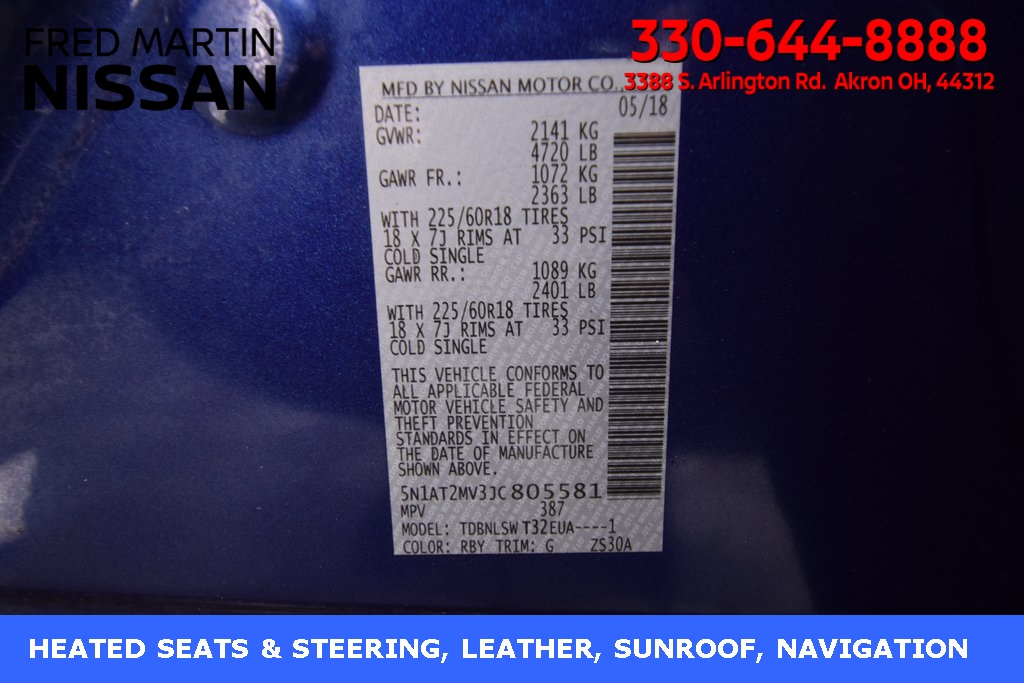 FRED MARTIN
NISSAN
330-644-8888
3388 S. Arlington Rd. Akron OH, 44312
MFD BY NISSAN MOTOR CO.,
DATE: 05/18
GVWR: 2141 KG
4720 LB
GAWR FR.: 1072 KG
2363 LB
WITH 225/60R18 TIRES
18 X 7J RIMS AT 33 PSI
COLD SINGLE
GAWR RR.: 1089 KG
2401 LB
WITH 225/60R18 TIRES
18 X 7J RIMS AT 33 PSI
COLD SINGLE
THIS VEHICLE CONFORMS TO
ALL APPLICABLE FEDERAL
MOTOR VEHICLE SAFETY AND
THEFT PREVENTION
STANDARDS IN EFFECT ON
THE DATE OF MANUFACTURE
SHOWN ABOVE.
5N1AT2MV3JC805581
MPV 387
MODEL: TDBNLSWT32EUA----1
COLOR: RBY TRIM: G ZS30A
HEATED SEATS & STEERING, LEATHER, SUNROOF, NAVIGATION